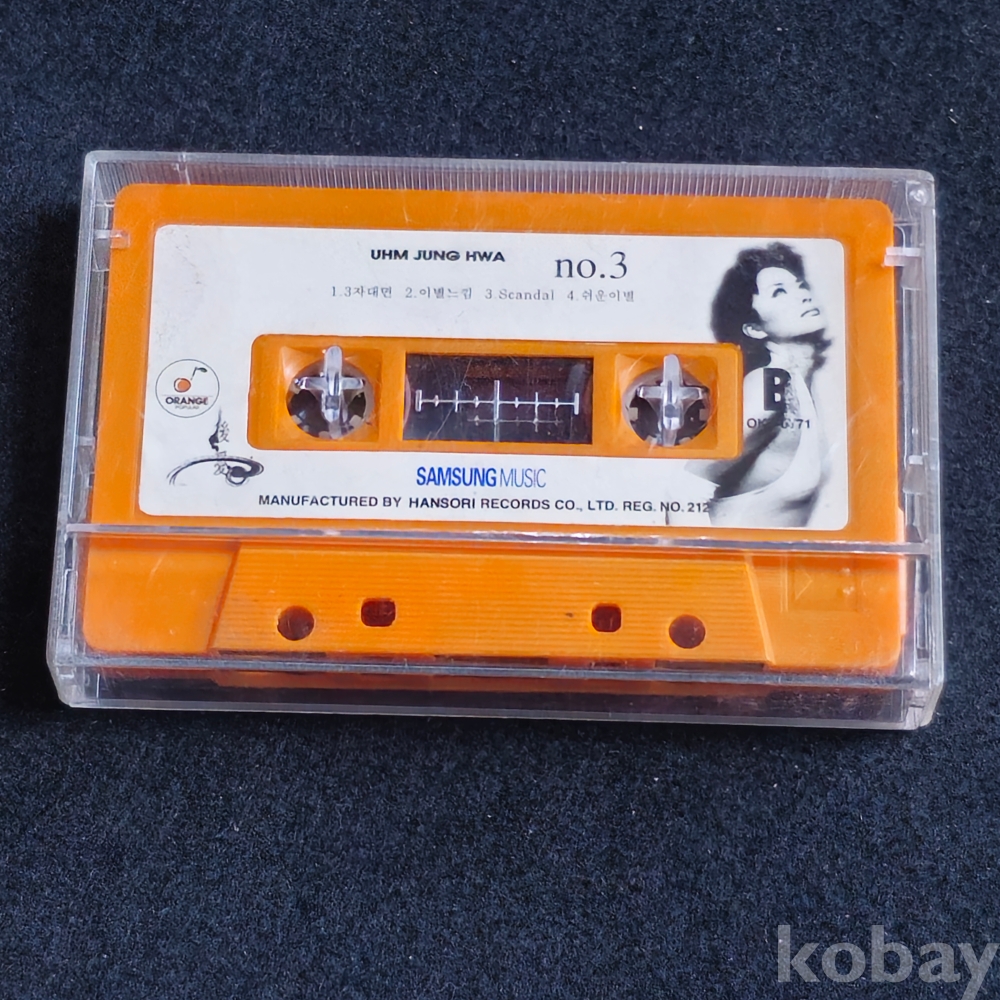 UHM JUNG HWA no.3
1.3자대면 2.이별느낌 3.Scandal 4.쉬운이별
ORANGE
POPULAR
B
SAMSUNG MUSIC
MANUFACTURED BY HANSORI RECORDS CO., LTD. REG. NO. 212
kobay